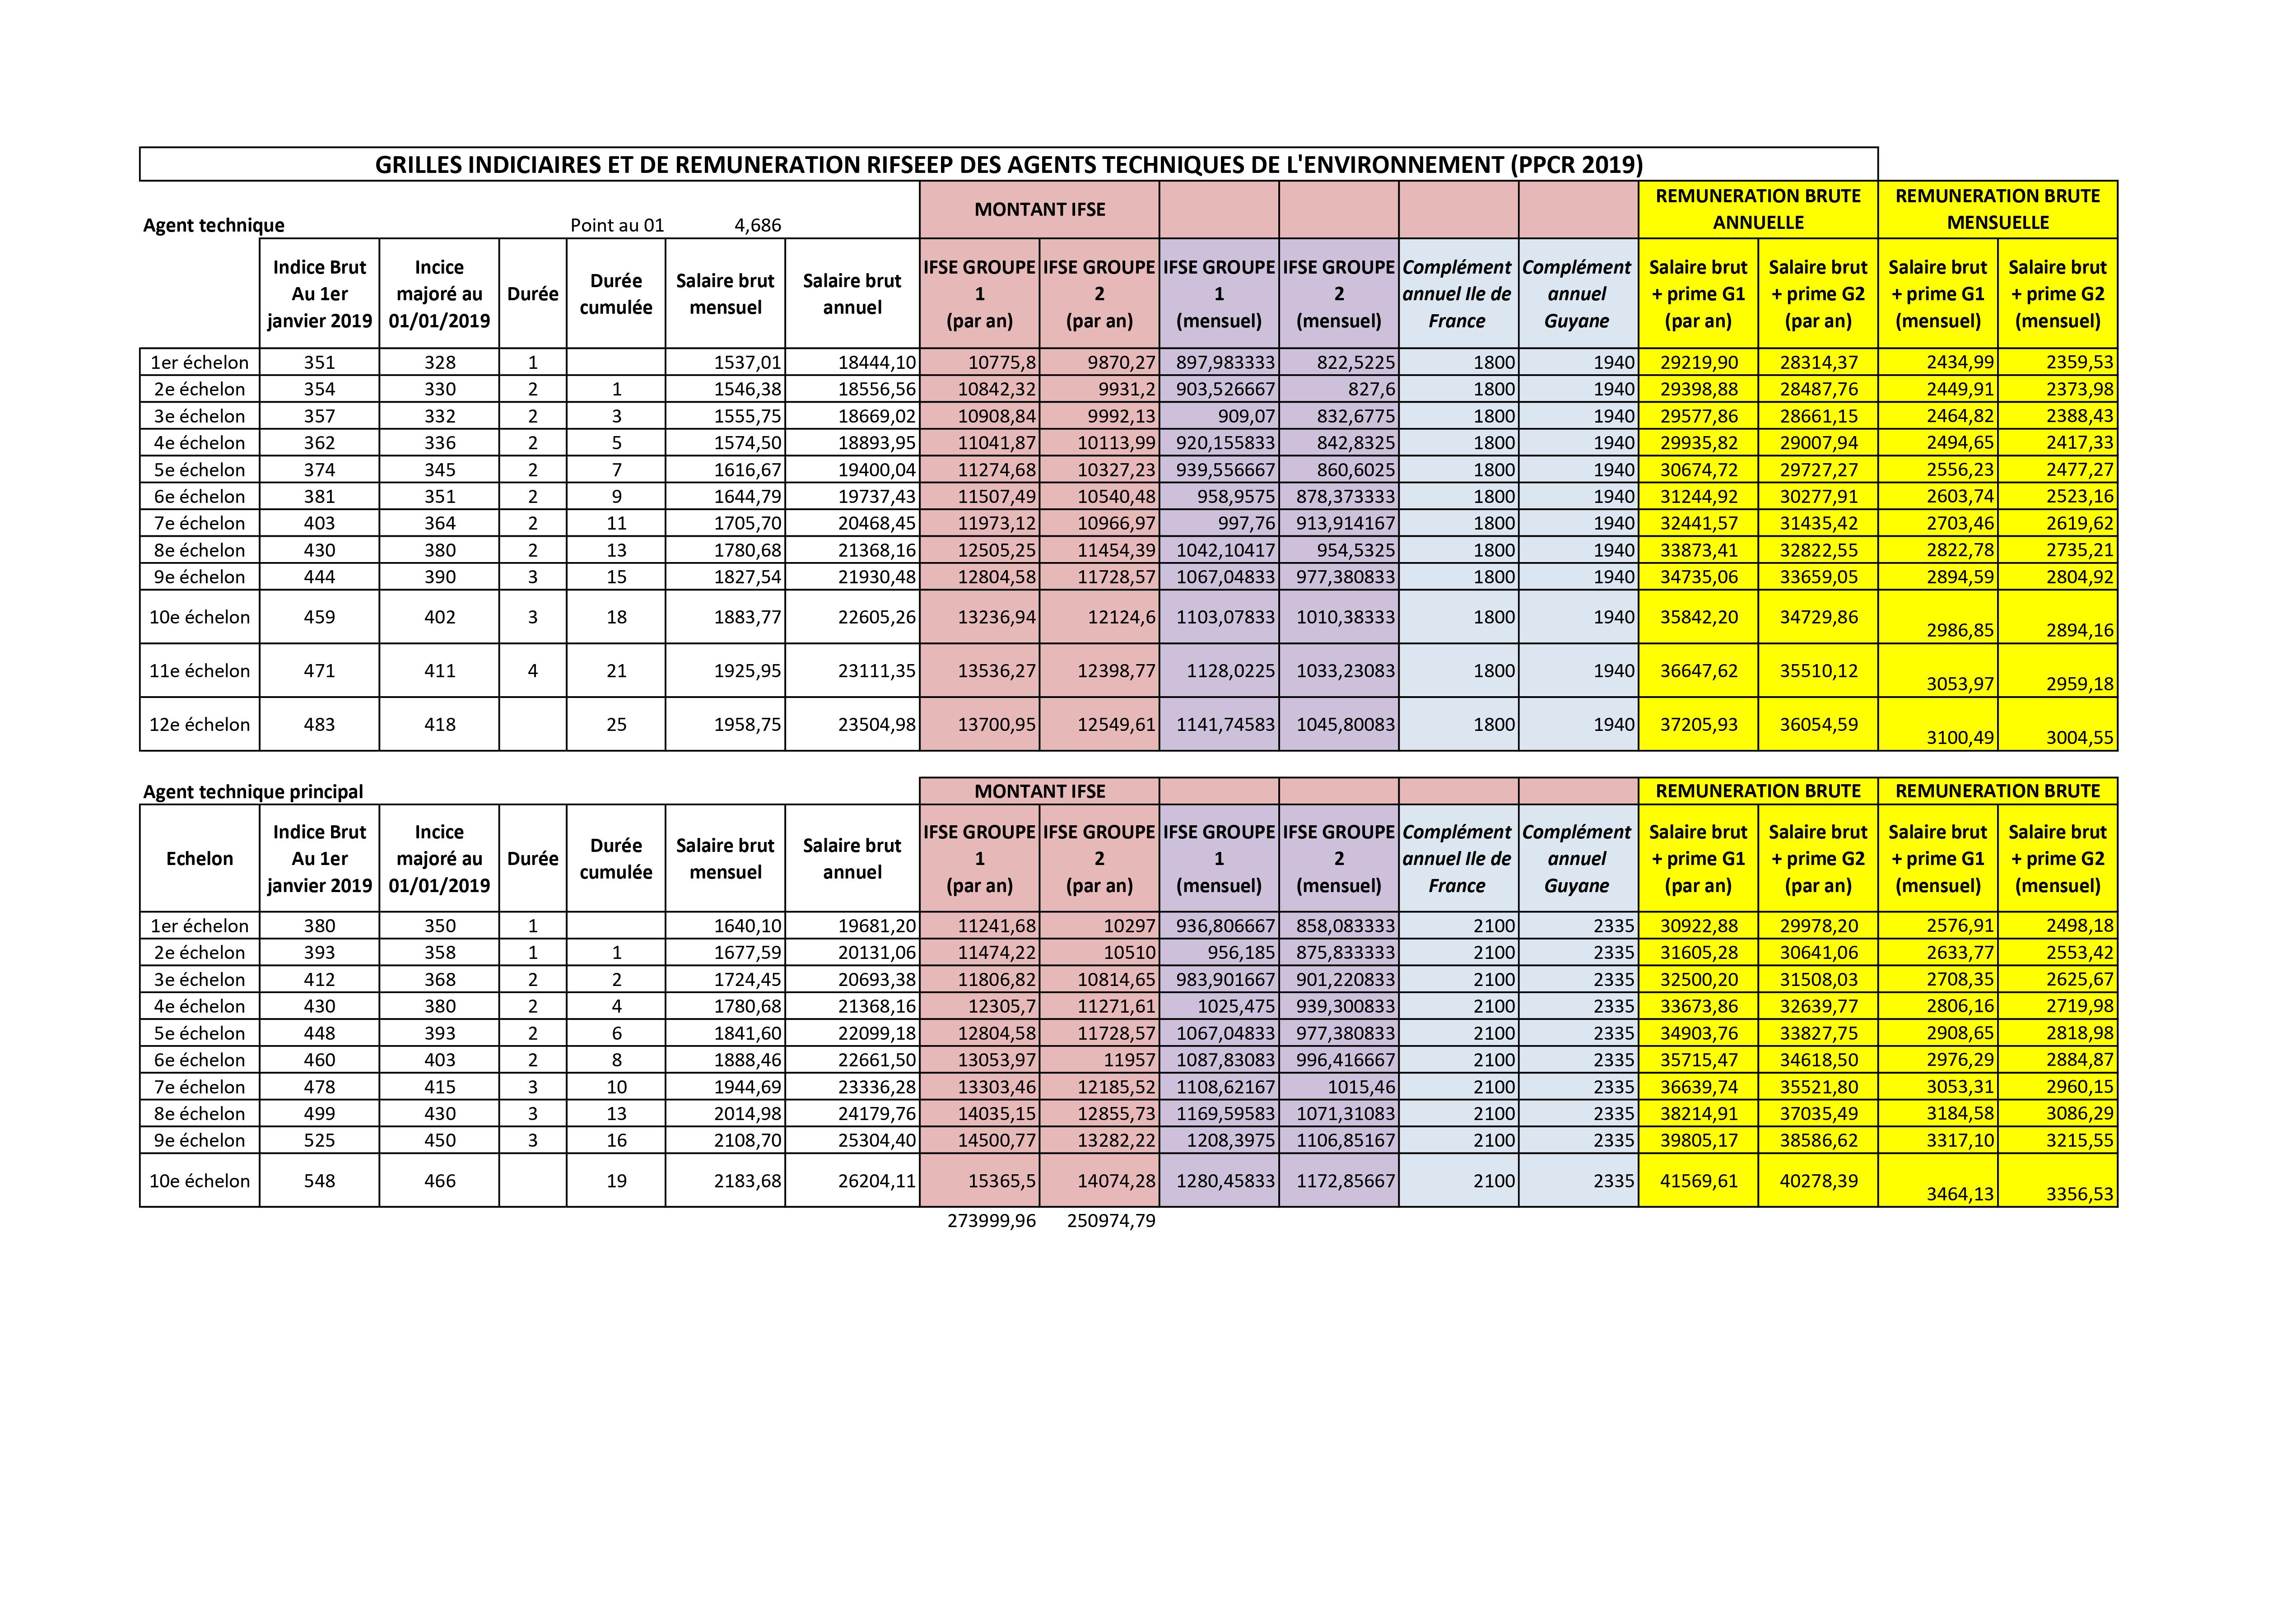 GRILLES INDICIAIRES ET DE REMUNERATION RIFSEEP DES AGENTS TECHNIQUES DE L'ENVIRONNEMENT (PPCR 2019)
Agent technique Point au 01 4,686 MONTANT IFSE REMUNERATION BRUTE ANNUELLE REMUNERATION BRUTE MENSUELLE
Indice Brut Au 1er janvier 2019 Incice majoré au 01/01/2019 Durée Durée cumulée Salaire brut mensuel Salaire brut annuel IFSE GROUPE 1 (par an) IFSE GROUPE 2 (par an) IFSE GROUPE 1 (mensuel) IFSE GROUPE 2 (mensuel) Complément annuel Ile de France Complément annuel Guyane Salaire brut + prime G1 (par an) Salaire brut + prime G2 (par an) Salaire brut + prime G1 (mensuel) Salaire brut + prime G2 (mensuel)
1er échelon 351 328 1 1537,01 18444,10 10775,8 9870,27 897,983333 822,5225 1800 1940 29219,90 28314,37 2434,99 2359,53
2e échelon 354 330 2 1 1546,38 18556,56 10842,32 9931,2 903,526667 827,6 1800 1940 29398,88 28487,76 2449,91 2373,98
3e échelon 357 332 2 3 1555,75 18669,02 10908,84 9992,13 909,07 832,6775 1800 1940 29577,86 28661,15 2464,82 2388,43
4e échelon 362 336 2 5 1574,50 18893,95 11041,87 10113,99 920,155833 842,8325 1800 1940 29935,82 29007,94 2494,65 2417,33
5e échelon 374 345 2 7 1616,67 19400,04 11274,68 10327,23 939,556667 860,6025 1800 1940 30674,72 29727,27 2556,23 2477,27
6e échelon 381 351 2 9 1644,79 19737,43 11507,49 10540,48 958,9575 878,373333 1800 1940 31244,92 30277,91 2603,74 2523,16
7e échelon 403 364 2 11 1705,70 20468,45 11973,12 10966,97 997,76 913,914167 1800 1940 32441,57 31435,42 2703,46 2619,62
8e échelon 430 380 2 13 1780,68 21368,16 12505,25 11454,39 1042,10417 954,5325 1800 1940 33873,41 32822,55 2822,78 2735,21
9e échelon 444 390 3 15 1827,54 21930,48 12804,58 11728,57 1067,04833 977,380833 1800 1940 34735,06 33659,05 2894,59 2804,92
10e échelon 459 402 3 18 1883,77 22605,26 13236,94 12124,6 1103,07833 1010,38333 1800 1940 35842,20 34729,86 2986,85 2894,16
11e échelon 471 411 4 21 1925,95 23111,35 13536,27 12398,77 1128,0225 1033,23083 1800 1940 36647,62 35510,12 3053,97 2959,18
12e échelon 483 418 25 1958,75 23504,98 13700,95 12549,61 1141,74583 1045,80083 1800 1940 37205,93 36054,59 3100,49 3004,55
Agent technique principal MONTANT IFSE REMUNERATION BRUTE REMUNERATION BRUTE
Echelon Indice Brut Au 1er janvier 2019 Incice majoré au 01/01/2019 Durée Durée cumulée Salaire brut mensuel Salaire brut annuel IFSE GROUPE 1 (par an) IFSE GROUPE 2 (par an) IFSE GROUPE 1 (mensuel) IFSE GROUPE 2 (mensuel) Complément annuel Ile de France Complément annuel Guyane Salaire brut + prime G1 (par an) Salaire brut + prime G2 (par an) Salaire brut + prime G1 (mensuel) Salaire brut + prime G2 (mensuel)
1er échelon 380 350 1 1640,10 19681,20 11241,68 10297 936,806667 858,083333 2100 2335 30922,88 29978,20 2576,91 2498,18
2e échelon 393 358 1 1 1677,59 20131,06 11474,22 10510 956,185 875,833333 2100 2335 31605,28 30641,06 2633,77 2553,42
3e échelon 412 368 2 2 1724,45 20693,38 11806,82 10814,65 983,901667 901,220833 2100 2335 32500,20 31508,03 2708,35 2625,67
4e échelon 430 380 2 4 1780,68 21368,16 12305,7 11271,61 1025,475 939,300833 2100 2335 33673,86 32639,77 2806,16 2719,98
5e échelon 448 393 2 6 1841,60 22099,18 12804,58 11728,57 1067,04833 977,380833 2100 2335 34903,76 33827,75 2908,65 2818,98
6e échelon 460 403 2 8 1888,46 22661,50 13053,97 11957 1087,83083 996,416667 2100 2335 35715,47 34618,50 2976,29 2884,87
7e échelon 478 415 3 10 1944,69 23336,28 13303,46 12185,52 1108,62167 1015,46 2100 2335 36639,74 35521,80 3053,31 2960,15
8e échelon 499 430 3 13 2014,98 24179,76 14035,15 12855,73 1169,59583 1071,31083 2100 2335 38214,91 37035,49 3184,58 3086,29
9e échelon 525 450 3 16 2108,70 25304,40 14500,77 13282,22 1208,3975 1106,85167 2100 2335 39805,17 38586,62 3317,10 3215,55
10e échelon 548 466 19 2183,68 26204,11 15365,5 14074,28 1280,45833 1172,85667 2100 2335 41569,61 40278,39 3464,13 3356,53
273999,96 250974,79